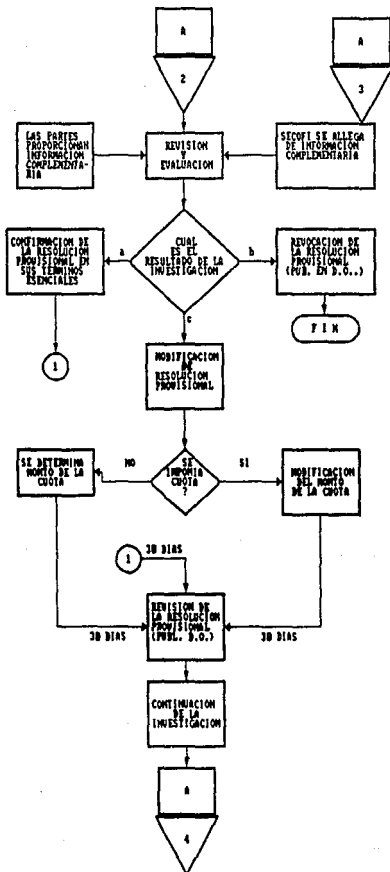 A
2
A
3
LAS PARTES
PROPORCIONAN
INFORMACION
COMPLEMENTA-
RIA
REVISION
Y
EVALUACION
SECOFI SE ALLEGA
DE INFORMACION
COMPLEMENTARIA
CONFIRMACION DE
LA RESOLUCION
PROVISIONAL EN
SUS TERMINOS
ESENCIALES
a
CUAL
ES EL
RESULTADO DE LA
INVESTIGACION
b
REVOCACION DE
LA RESOLUCION
PROVISIONAL
(PUB. EN D.O..)
c
F I N
1
MODIFICACION
DE
RESOLUCION
PROVISIONAL
SE DETERMINA
MONTO DE LA
CUOTA
NO
SE
IMPONIA
CUOTA
?
SI
MODIFICACION
DEL MONTO
DE LA CUOTA
1
30 DIAS
REVISION DE
LA RESOLUCION
PROVISIONAL
(PUBL. D.O.)
30 DIAS
30 DIAS
CONTINUACION
DE LA
INVESTIGACION
A
4